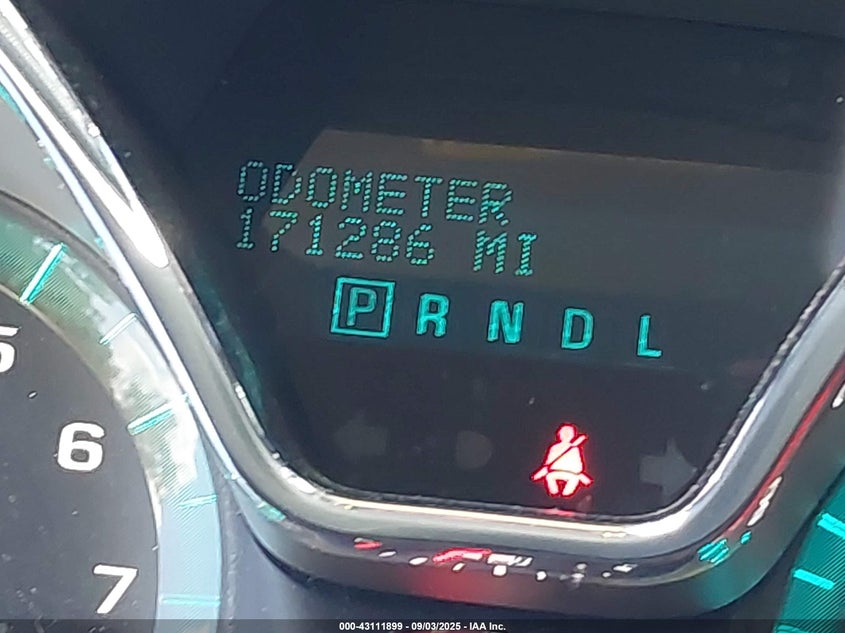 ODOMETER
171286 MI
P R N D L
5
6
7
000-43111899 - 09/03/2025 - IAA Inc.